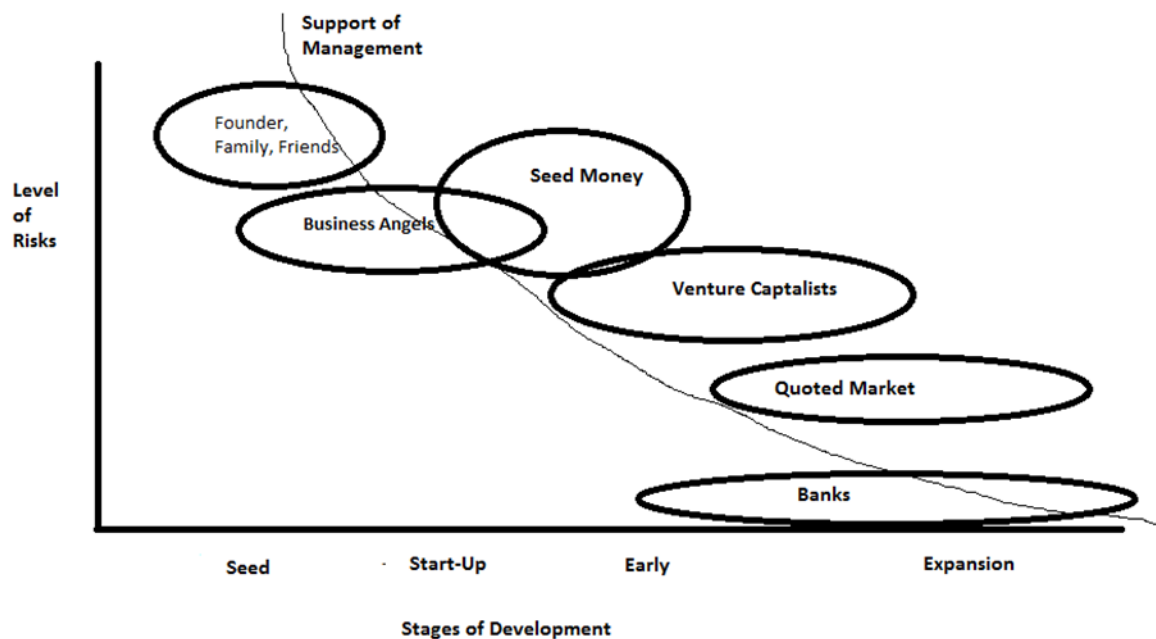 Support of
Management
Founder,
Family, Friends
Seed Money
Level
of
Risks
Business Angels
Venture Captalists
Quoted Market
Banks
Seed
Start-Up
Early
Expansion
Stages of Development